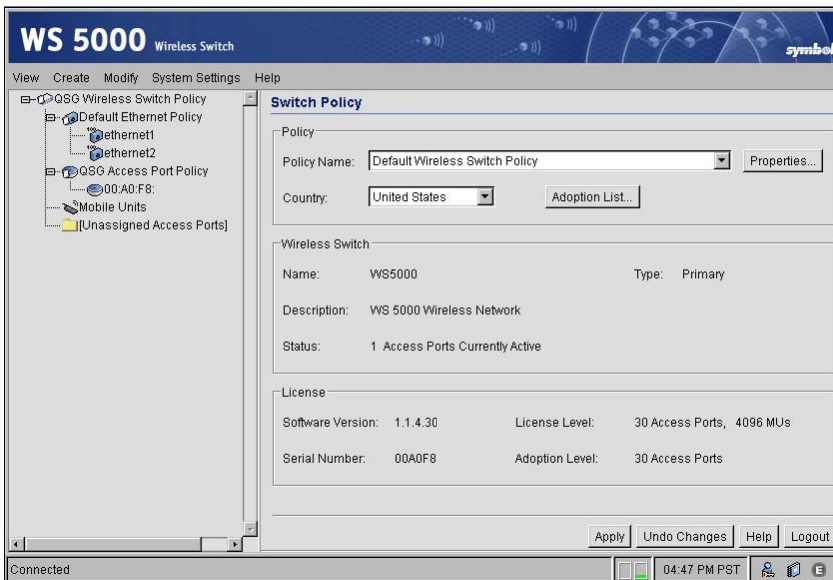 WS 5000 Wireless Switch
symbol
View Create Modify System Settings Help
QSG Wireless Switch Policy
Default Ethernet Policy
ethernet1
ethernet2
QSG Access Port Policy
00:A0:F8:
Mobile Units
[Unassigned Access Ports]
Switch Policy
Policy
Policy Name: Default Wireless Switch Policy Properties...
Country: United States Adoption List...
Wireless Switch
Name: WS5000 Type: Primary
Description: WS 5000 Wireless Network
Status: 1 Access Ports Currently Active
License
Software Version: 1.1.4.30 License Level: 30 Access Ports, 4096 MUs
Serial Number: 00A0F8 Adoption Level: 30 Access Ports
Apply Undo Changes Help Logout
Connected 04:47 PM PST E